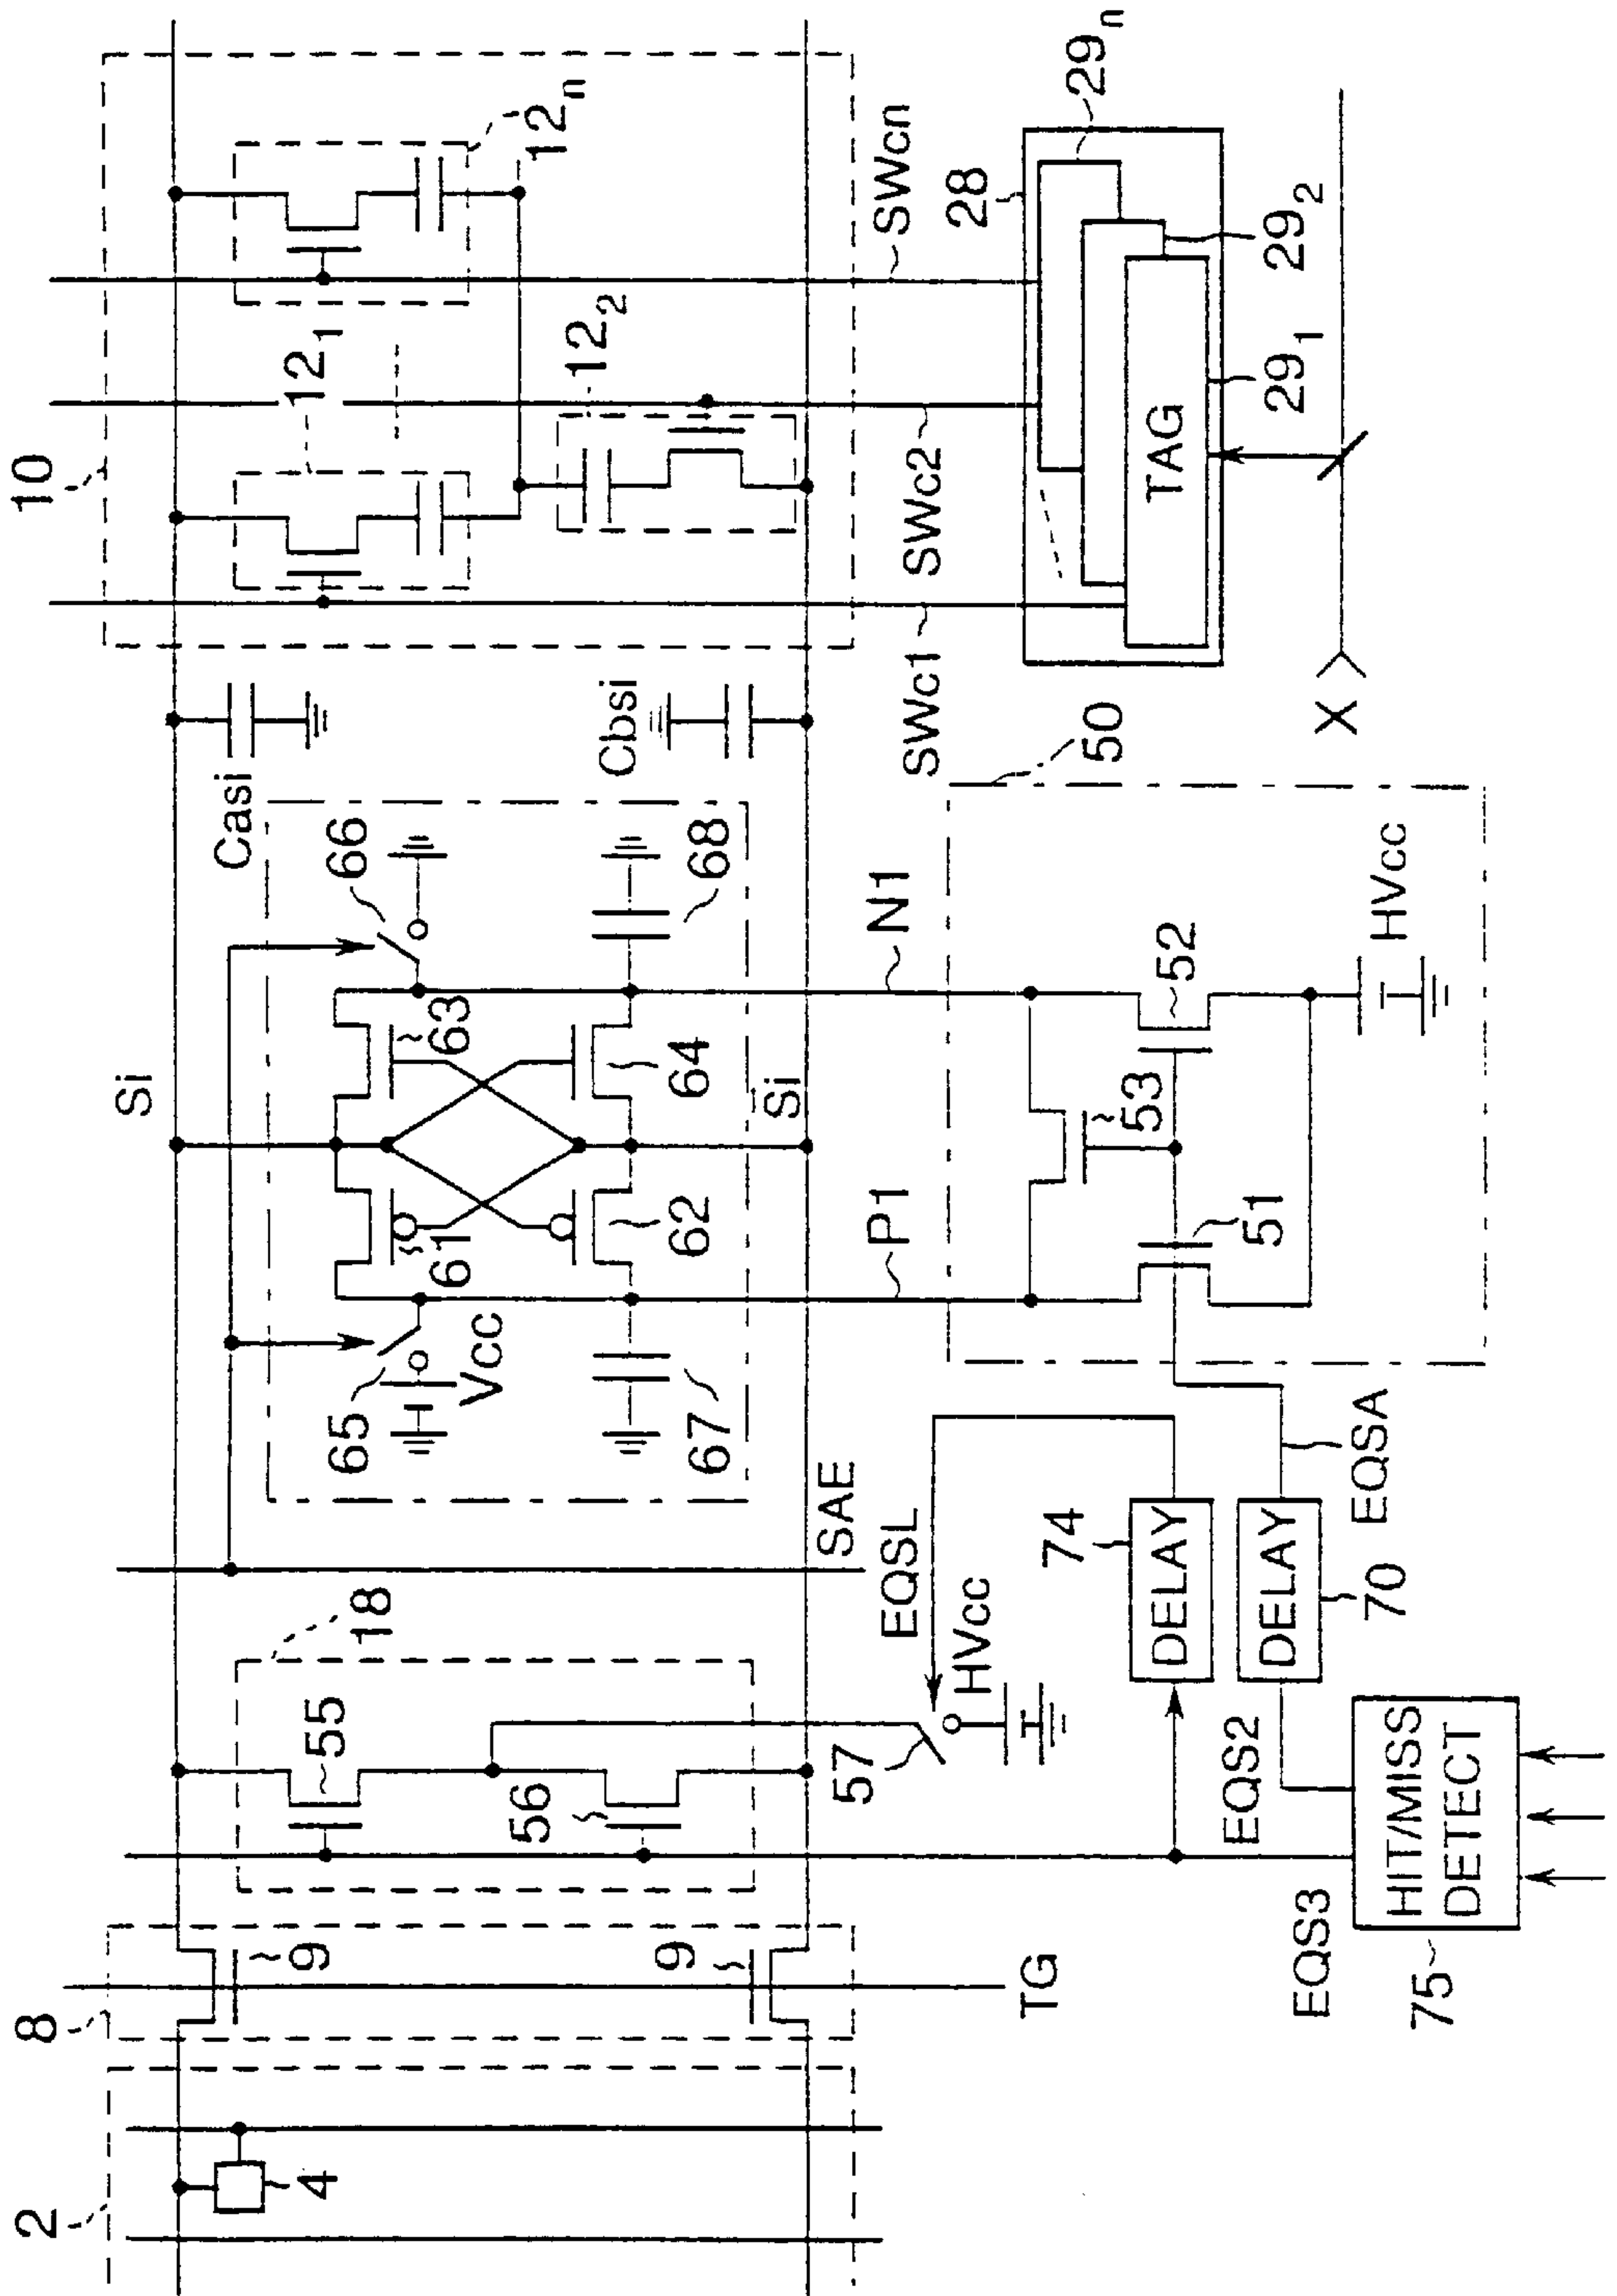 2
8
10
4
9
9
TG
18
55
56
57
HVcc
EQSL
SAE
Si
Si
65
Vcc
66
61
62
63
64
67
68
Casi
Cbsi
12₁
12₂
12n
P1
N1
SWc1
SWc2
SWcn
50
51
52
53
HVcc
28
29₁
29₂
29n
TAG
X
74
DELAY
DELAY
70
EQSA
EQS2
EQS3
75
HIT/MISS
DETECT